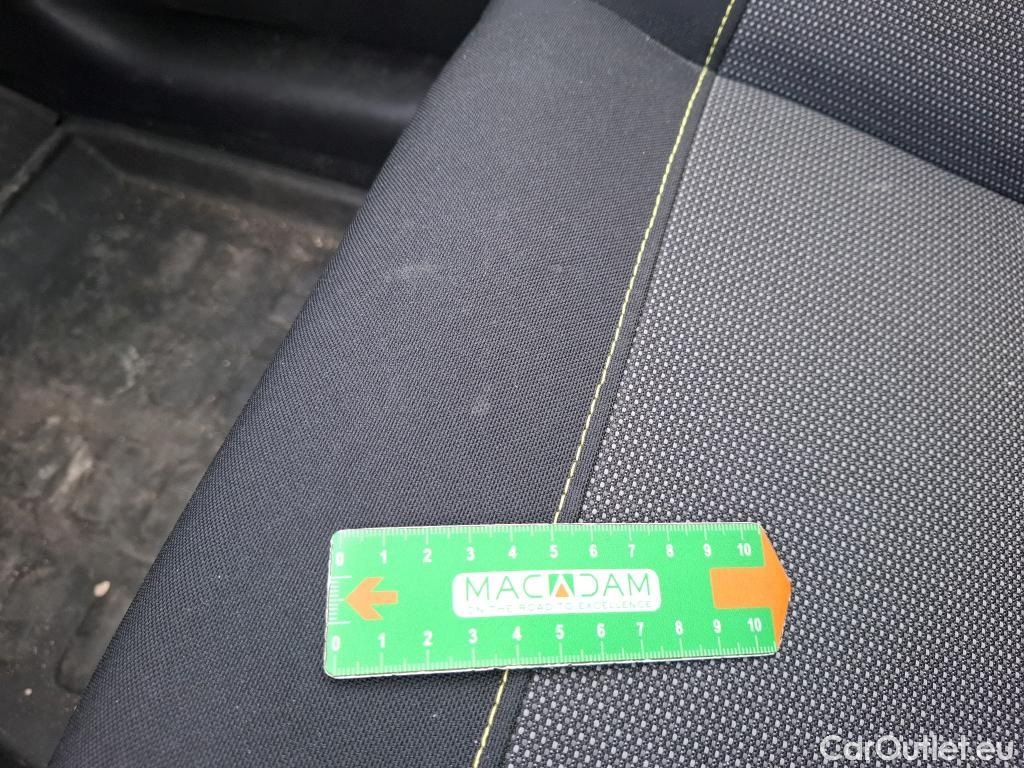 0 1 2 3 4 5 6 7 8 9 10
MACADAM
ON THE ROAD TO EXCELLENCE
0 1 2 3 4 5 6 7 8 9 10
CarOutlet.eu